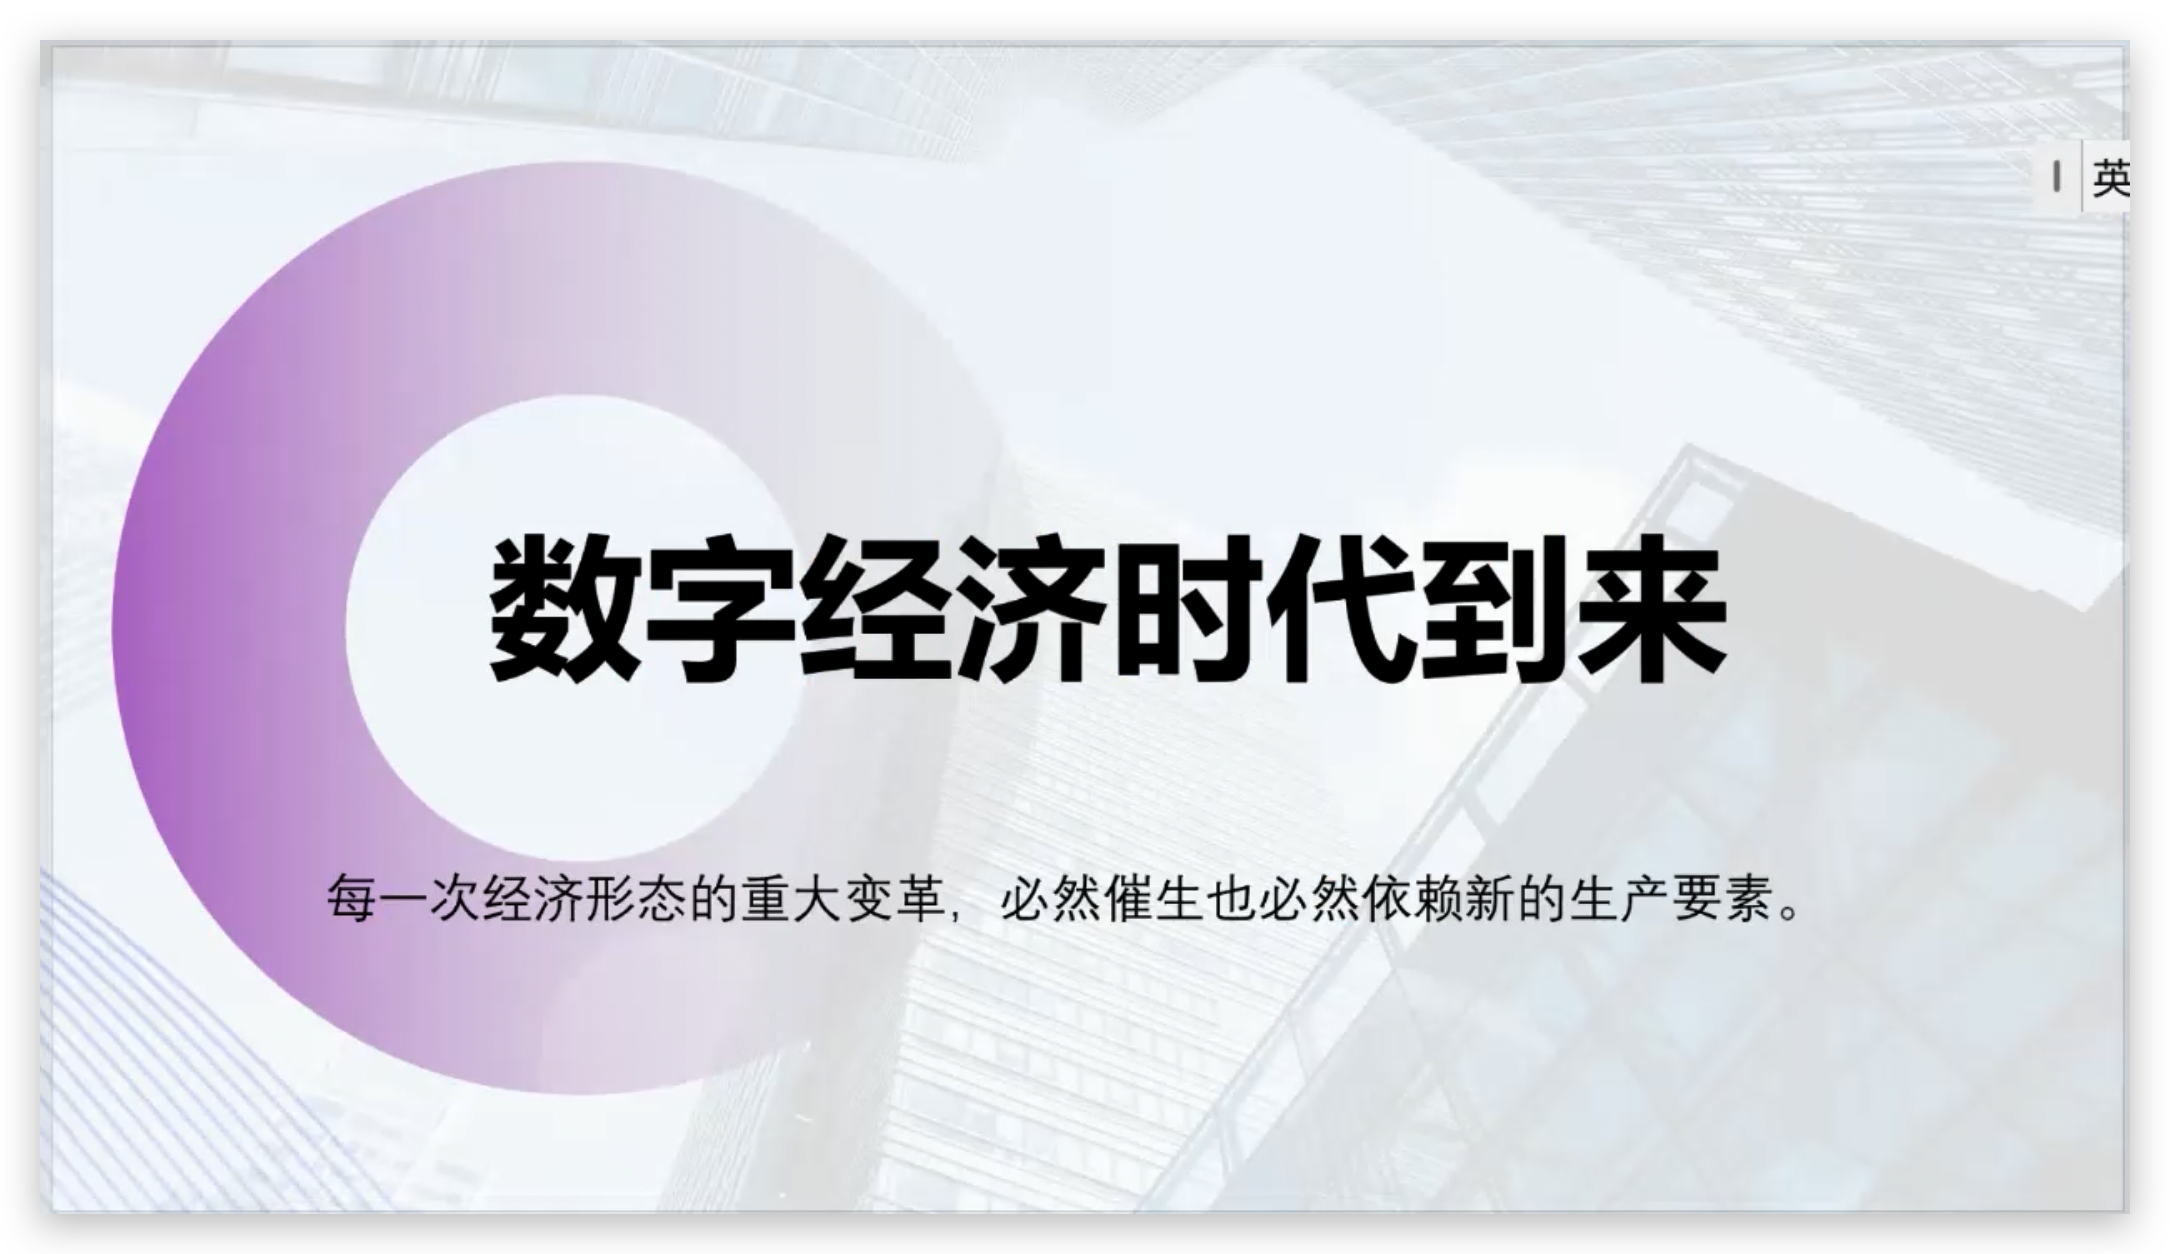 英
数字经济时代到来
每一次经济形态的重大变革，必然催生也必然依赖新的生产要素。